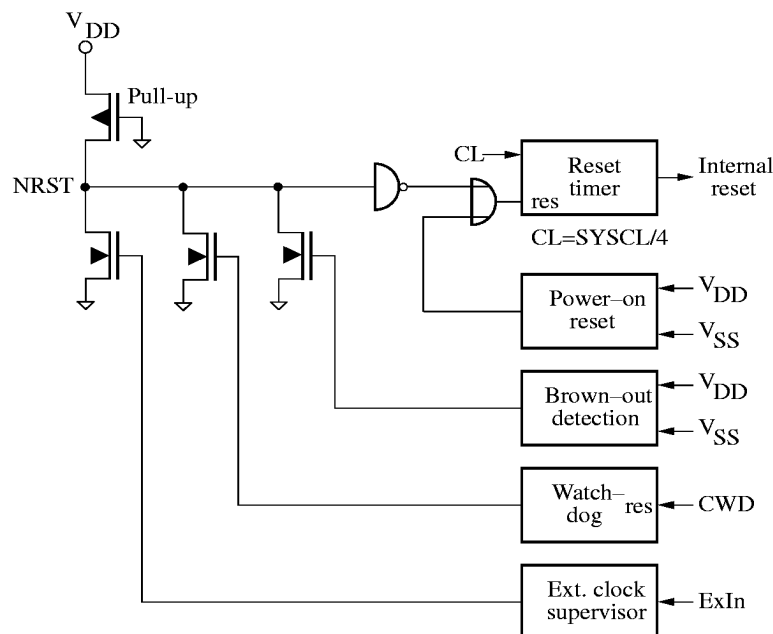 VDD
Pull-up
NRST
CL
Reset
timer
res
Internal
reset
CL=SYSCL/4
Power–on
reset
VDD
VSS
Brown–out
detection
VDD
VSS
Watch–
dog
res
CWD
Ext. clock
supervisor
ExIn